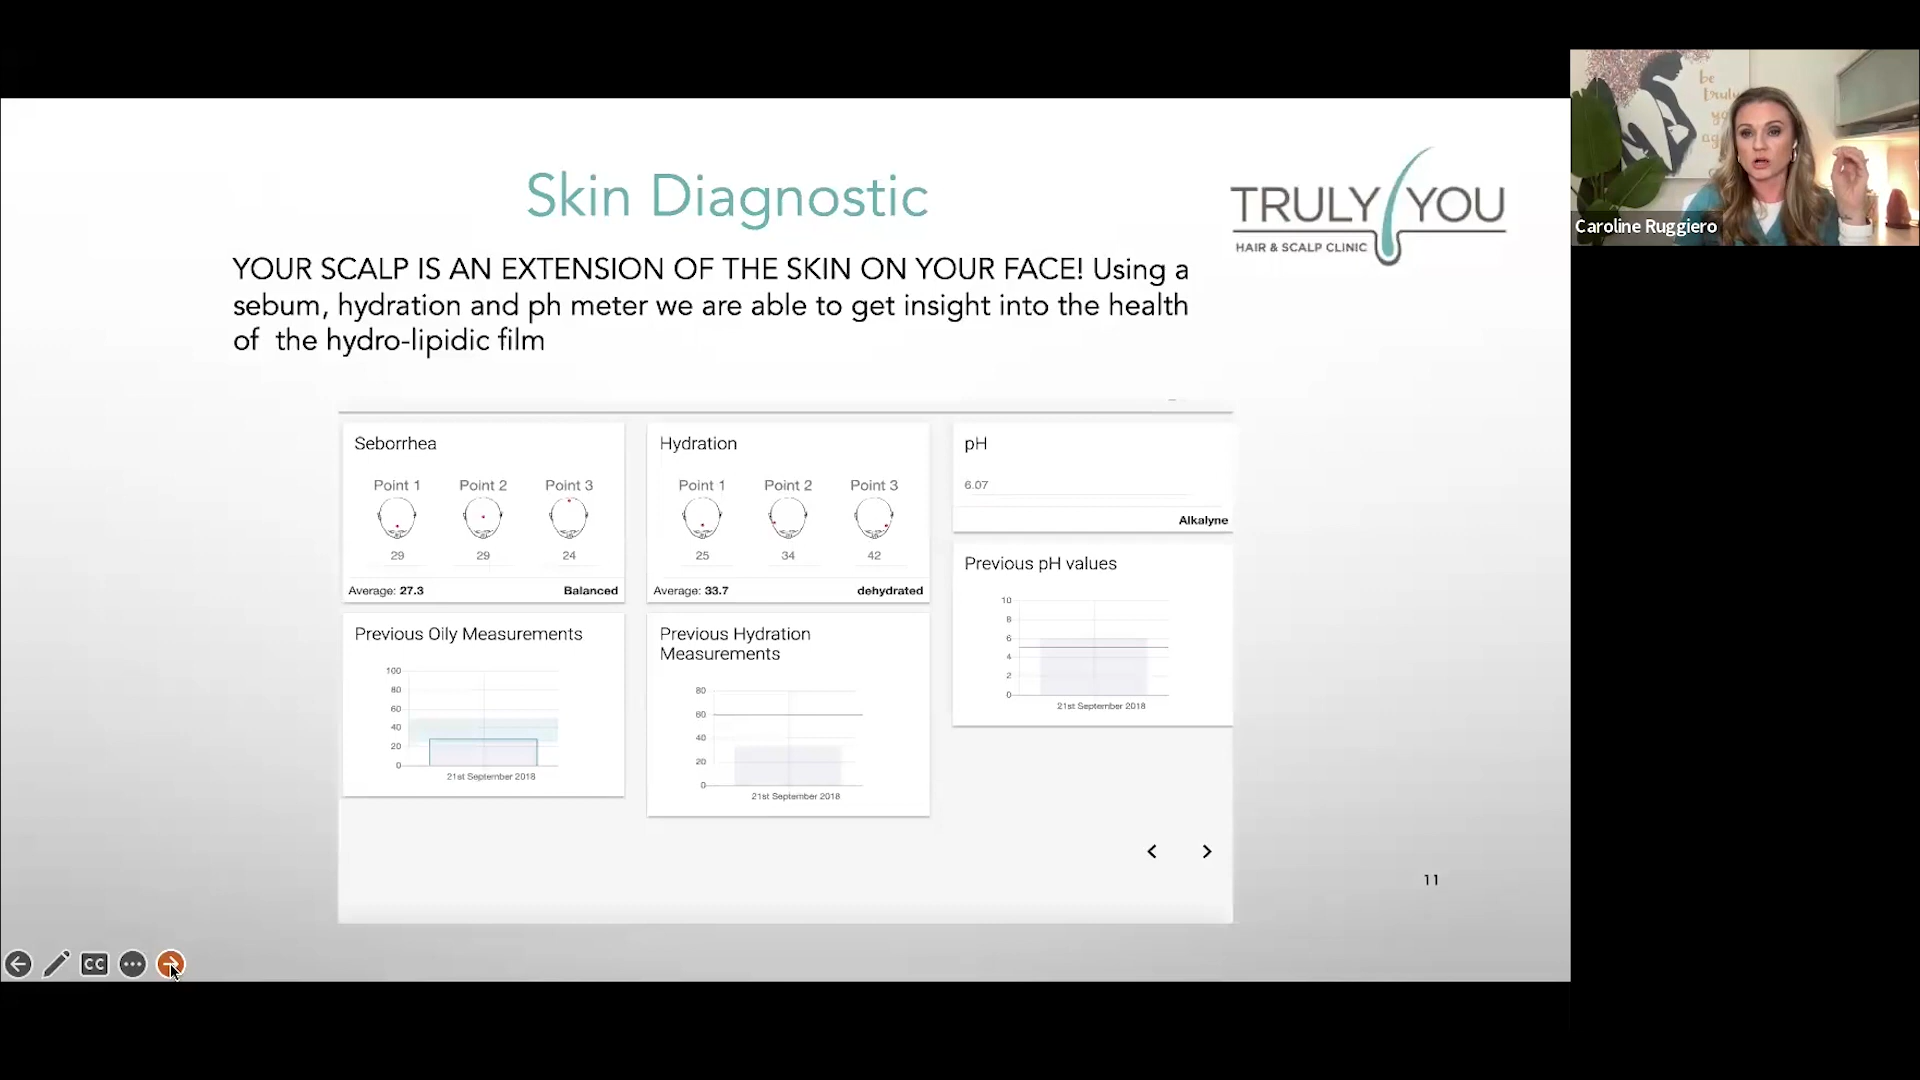 Skin Diagnostic
TRULY YOU
HAIR & SCALP CLINIC
YOUR SCALP IS AN EXTENSION OF THE SKIN ON YOUR FACE! Using a
sebum, hydration and ph meter we are able to get insight into the health
of the hydro-lipidic film
Seborrhea
Point 1 Point 2 Point 3
29 29 24
Average: 27.3 Balanced
Previous Oily Measurements
100
80
60
40
20
0
21st September 2018
Hydration
Point 1 Point 2 Point 3
25 34 42
Average: 33.7 dehydrated
Previous Hydration
Measurements
80
60
40
20
0
21st September 2018
pH
6.07
Alkalyne
Previous pH values
10
8
6
4
2
0
21st September 2018
< >
11
CC
be
truly
Caroline Ruggiero